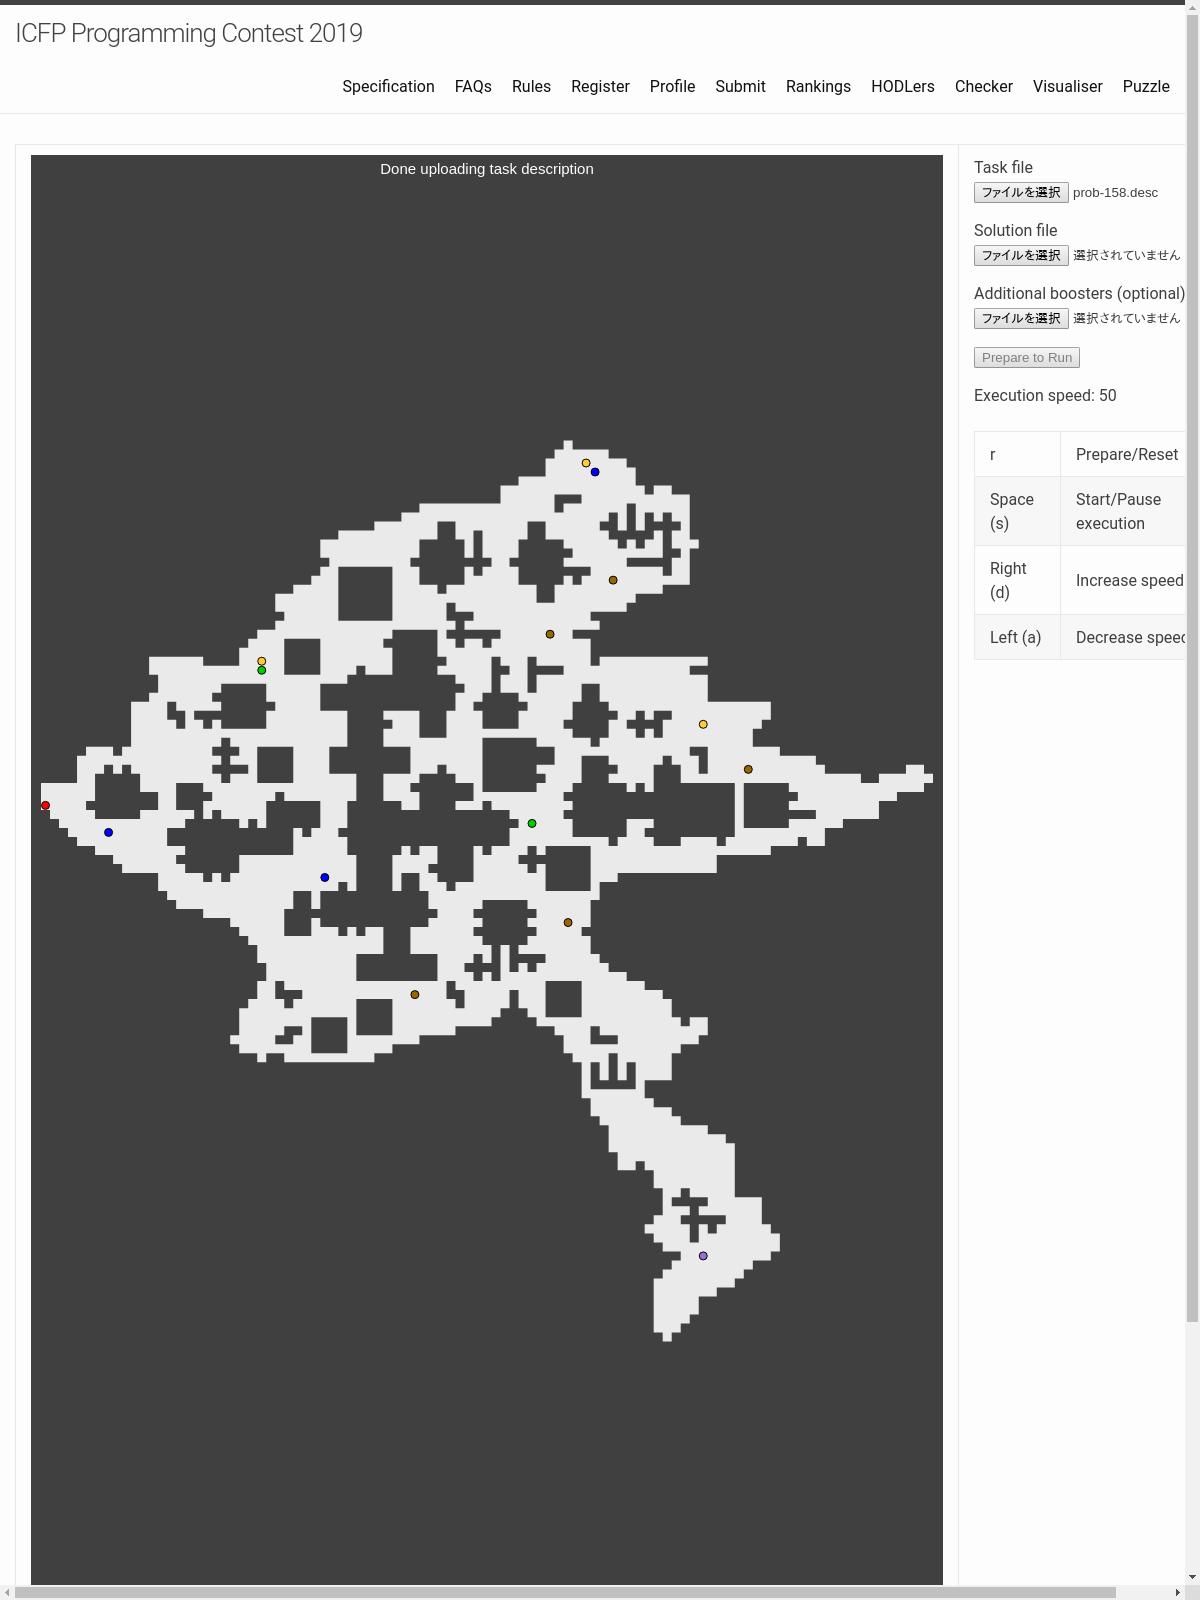 ICFP Programming Contest 2019
Specification FAQs Rules Register Profile Submit Rankings HODLers Checker Visualiser Puzzle
Done uploading task description
Task file
ファイルを選択 prob-158.desc
Solution file
ファイルを選択 選択されていません
Additional boosters (optional)
ファイルを選択 選択されていません
Prepare to Run
Execution speed: 50
r Prepare/Reset
Space (s) Start/Pause execution
Right (d) Increase speed
Left (a) Decrease speed